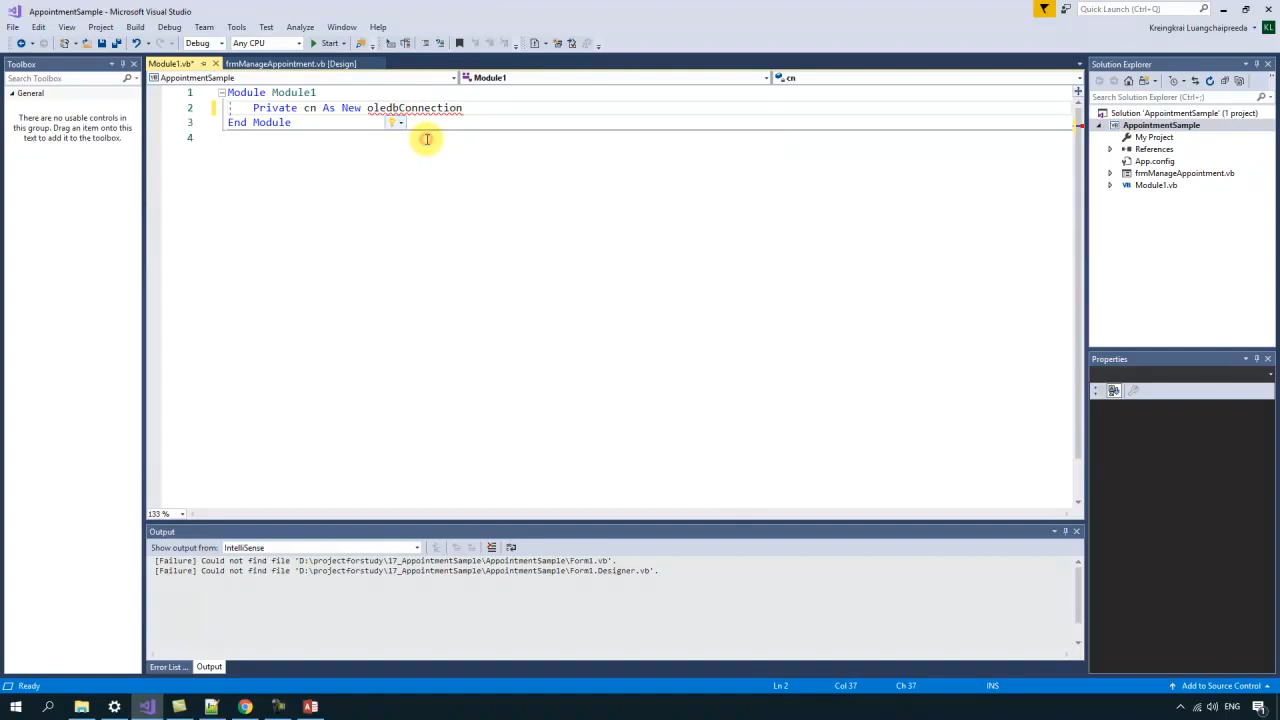 AppointmentSample - Microsoft Visual Studio
Quick Launch (Ctrl+Q)
File Edit View Project Build Debug Team Tools Test Analyze Window Help
Kreingkrai Luangchaipreeda KL
Debug Any CPU Start
Toolbox
Module1.vb* frmManageAppointment.vb [Design]
Solution Explorer
Search Toolbox
AppointmentSample Module1 cn
General
There are no usable controls in
this group. Drag an item onto this
text to add it to the toolbox.
1 Module Module1
2 Private cn As New oledbConnection
3 End Module
4
Search Solution Explorer (Ctrl+;)
Solution 'AppointmentSample' (1 project)
AppointmentSample
My Project
References
App.config
frmManageAppointment.vb
Module1.vb
Properties
133 %
Output
Show output from: IntelliSense
[Failure] Could not find file 'D:\projectforstudy\17_AppointmentSample\AppointmentSample\Form1.vb'.
[Failure] Could not find file 'D:\projectforstudy\17_AppointmentSample\AppointmentSample\Form1.Designer.vb'.
Error List ... Output
Ready Ln 2 Col 37 Ch 37 INS Add to Source Control
ENG